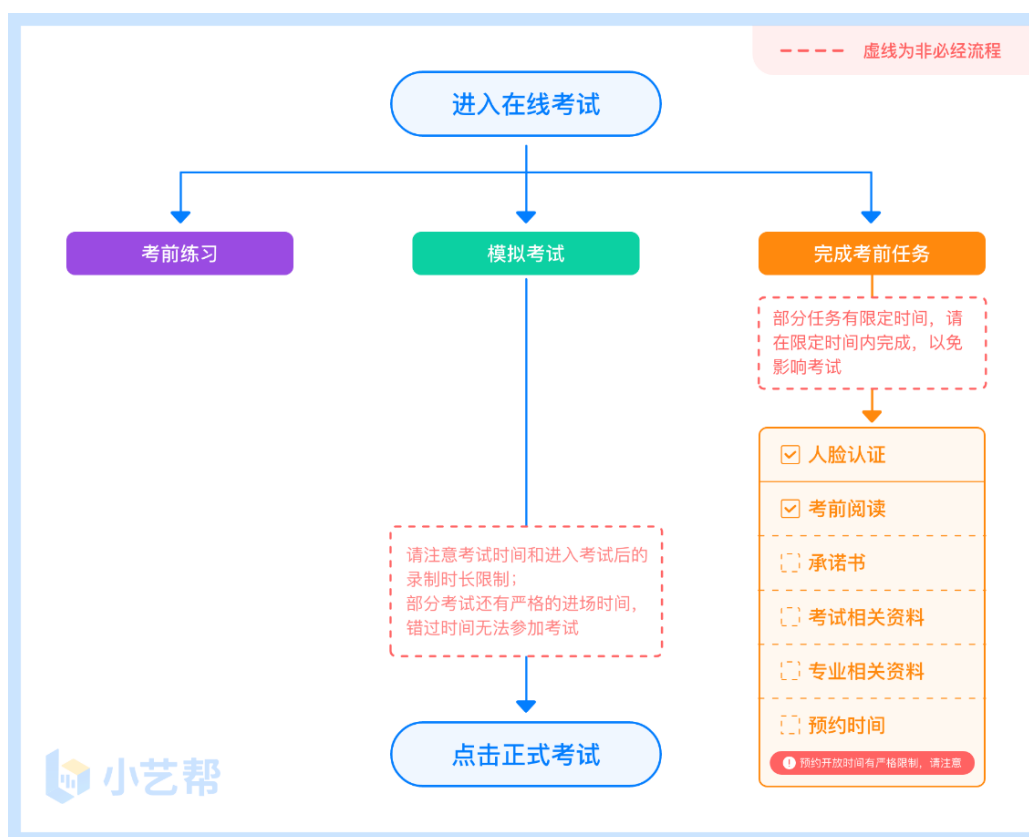 虚线为非必经流程
进入在线考试
考前练习
模拟考试
完成考前任务
部分任务有限定时间，请
在限定时间内完成，以免
影响考试
人脸认证
考前阅读
承诺书
考试相关资料
专业相关资料
预约时间
预约开放时间有严格限制，请注意
请注意考试时间和进入考试后的
录制时长限制；
部分考试还有严格的进场时间，
错过时间无法参加考试
点击正式考试
小艺帮